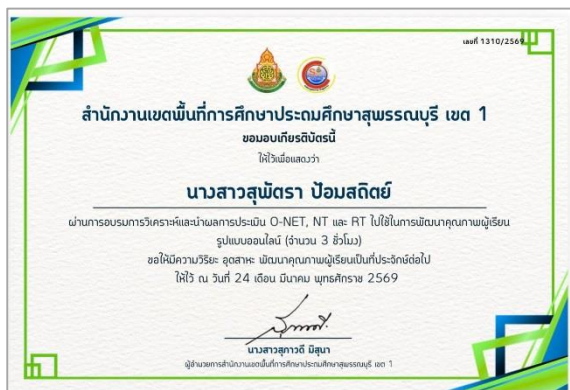 เลขที่ 1310/2569
สำนักงานเขตพื้นที่การศึกษาประถมศึกษาสุพรรณบุรี เขต 1
ขอมอบเกียรติบัตรนี้
ให้ไว้เพื่อแสดงว่า
นางสาวสุพัตรา ป้อมสถิตย์
ผ่านการอบรมการวิเคราะห์และนำผลการประเมิน O-NET, NT และ RT ไปใช้ในการพัฒนาคุณภาพผู้เรียน
รูปแบบออนไลน์ (จำนวน 3 ชั่วโมง)
ขอให้มีความวิริยะ อุตสาหะ พัฒนาคุณภาพผู้เรียนเป็นที่ประจักษ์ต่อไป
ให้ไว้ ณ วันที่ 24 เดือน มีนาคม พุทธศักราช 2569
นางสาวสุภาวดี มิสุนา
ผู้อำนวยการสำนักงานเขตพื้นที่การศึกษาประถมศึกษาสุพรรณบุรี เขต 1